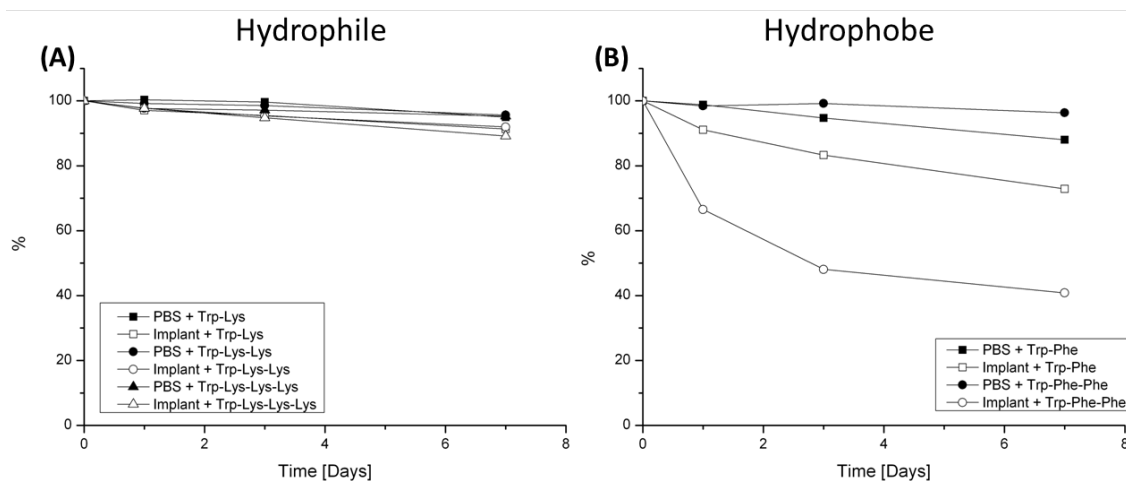 Hydrophile
(A)
100
80
60
40
20
0
%
PBS + Trp-Lys
Implant + Trp-Lys
PBS + Trp-Lys-Lys
Implant + Trp-Lys-Lys
PBS + Trp-Lys-Lys-Lys
Implant + Trp-Lys-Lys-Lys
0 2 4 6 8
Time [Days]
Hydrophobe
(B)
100
80
60
40
20
0
%
PBS + Trp-Phe
Implant + Trp-Phe
PBS + Trp-Phe-Phe
Implant + Trp-Phe-Phe
0 2 4 6 8
Time [Days]